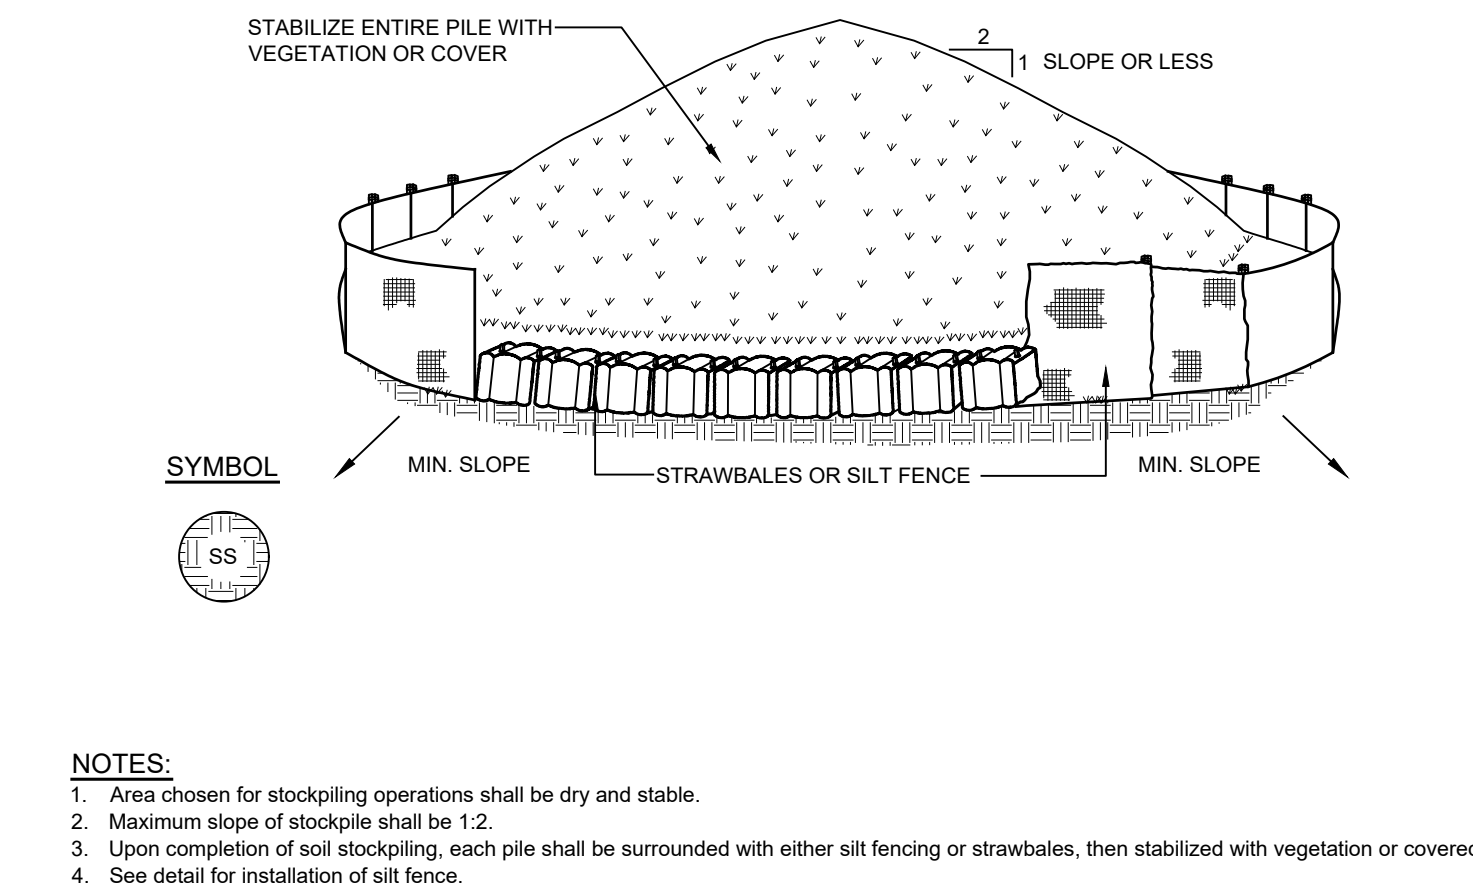 STABILIZE ENTIRE PILE WITH
VEGETATION OR COVER
2
1 SLOPE OR LESS
MIN. SLOPE
STRAWBALES OR SILT FENCE
MIN. SLOPE
SYMBOL
SS
NOTES:
1. Area chosen for stockpiling operations shall be dry and stable.
2. Maximum slope of stockpile shall be 1:2.
3. Upon completion of soil stockpiling, each pile shall be surrounded with either silt fencing or strawbales, then stabilized with vegetation or covered
4. See detail for installation of silt fence.